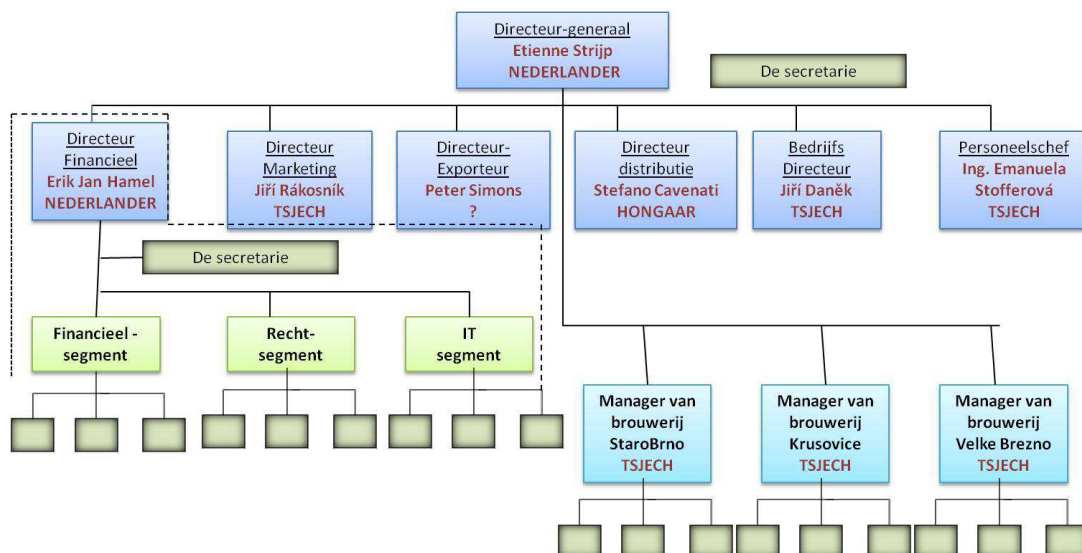 Directeur-generaal
Etienne Strijp
NEDERLANDER
De secretarie
Directeur
Financieel
Erik Jan Hamel
NEDERLANDER
Directeur
Marketing
Jiří Rákosník
TSJECH
Directeur-
Exporteur
Peter Simons
?
Directeur
distributie
Stefano Cavenati
HONGAAR
Bedrijfs
Directeur
Jiří Daněk
TSJECH
Personeelschef
Ing. Emanuela
Stofferová
TSJECH
De secretarie
Financieel -
segment
Recht-
segment
IT
segment
Manager van
brouwerij
StaroBrno
TSJECH
Manager van
brouwerij
Krusovice
TSJECH
Manager van
brouwerij
Velke Brezno
TSJECH